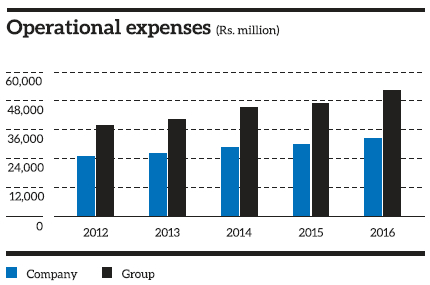 Operational expenses (Rs. million)
60,000
48,000
36,000
24,000
12,000
0
2012 2013 2014 2015 2016
Company Group